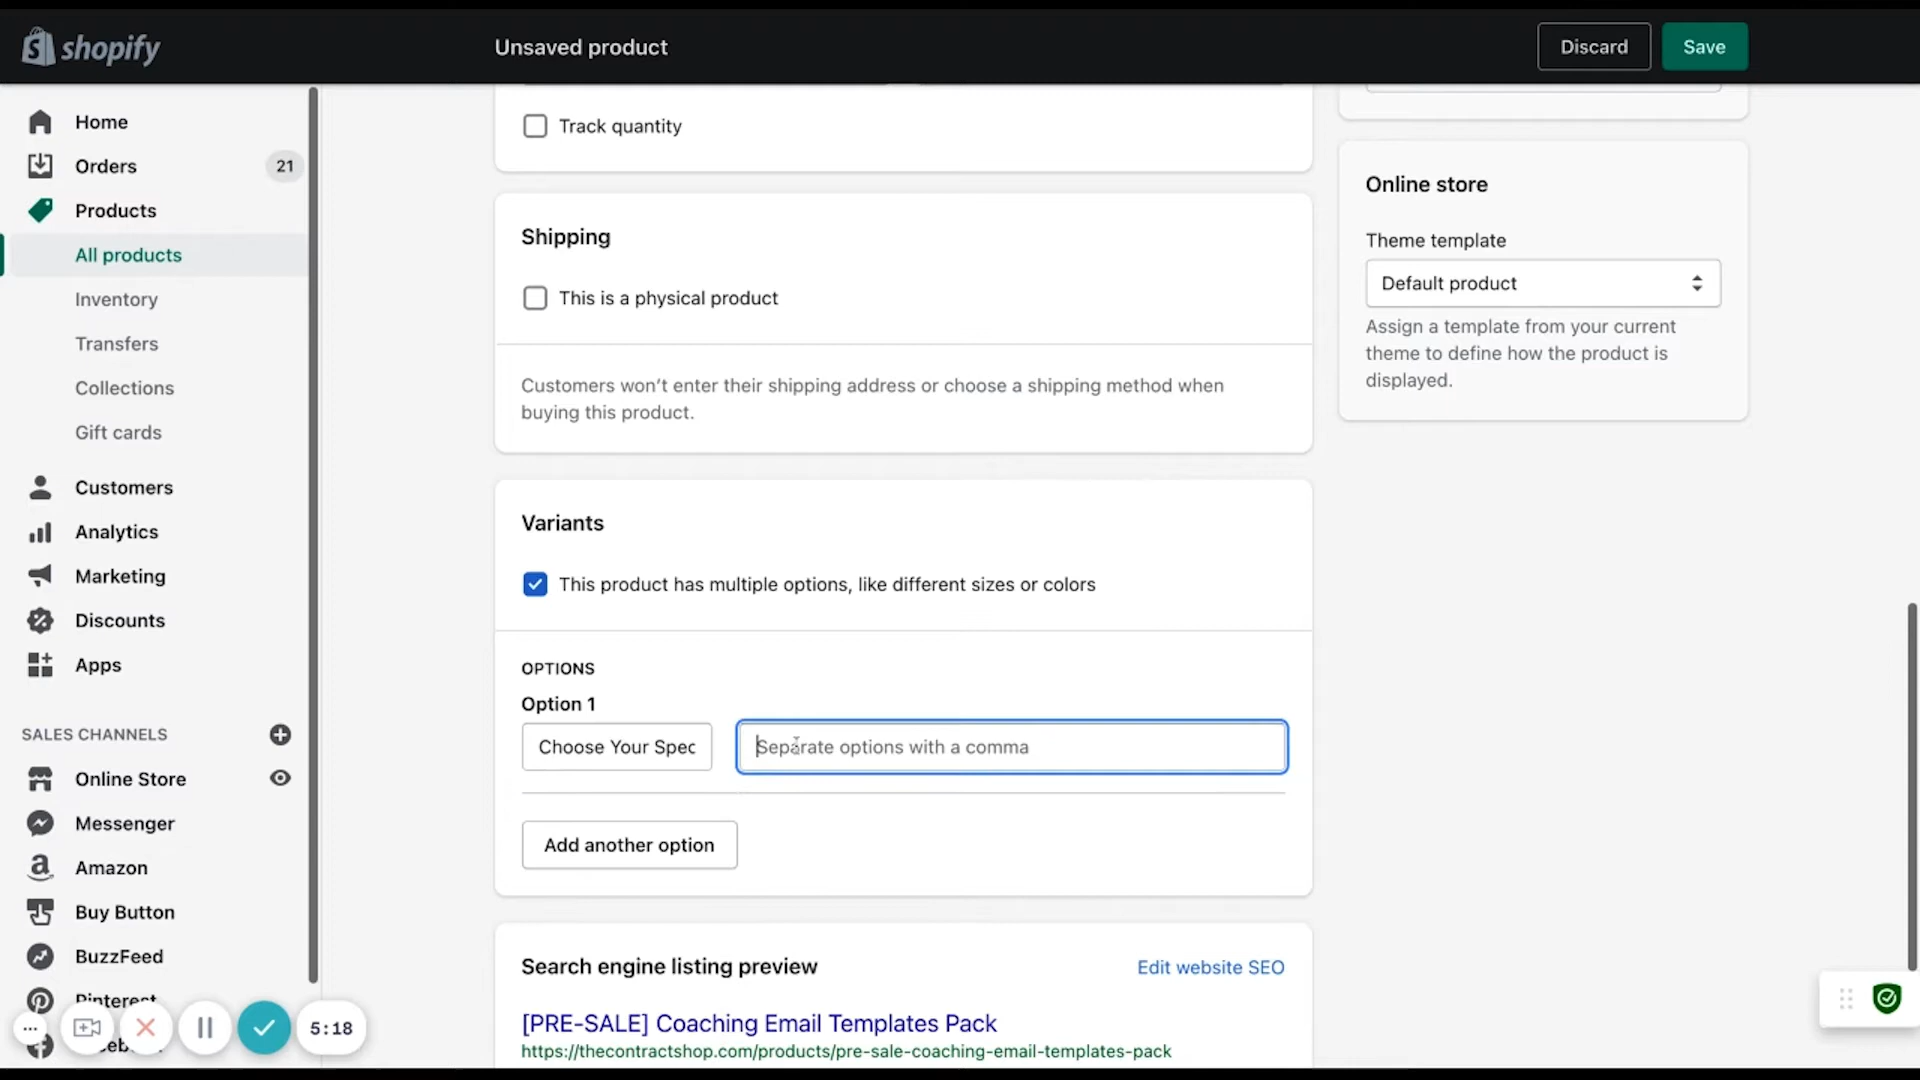 shopify
Unsaved product
Discard
Save
Home
Orders
21
Products
All products
Inventory
Transfers
Collections
Gift cards
Customers
Analytics
Marketing
Discounts
Apps
SALES CHANNELS
Online Store
Messenger
Amazon
Buy Button
BuzzFeed
Pinterest
5:18
Track quantity
Shipping
This is a physical product
Customers won't enter their shipping address or choose a shipping method when
buying this product.
Variants
This product has multiple options, like different sizes or colors
OPTIONS
Option 1
Choose Your Spec
Separate options with a comma
Add another option
Search engine listing preview
Edit website SEO
[PRE-SALE] Coaching Email Templates Pack
https://thecontractshop.com/products/pre-sale-coaching-email-templates-pack
Online store
Theme template
Default product
Assign a template from your current
theme to define how the product is
displayed.